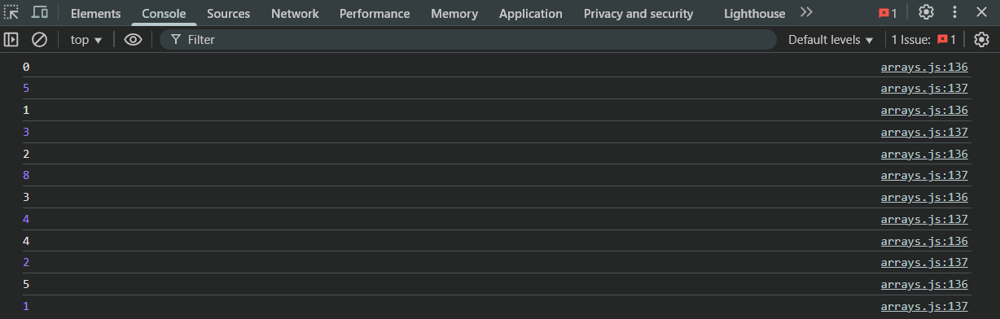 Elements Console Sources Network Performance Memory Application Privacy and security Lighthouse 1
top Filter Default levels 1 Issue: 1
0 arrays.js:136
5 arrays.js:137
1 arrays.js:136
3 arrays.js:137
2 arrays.js:136
8 arrays.js:137
3 arrays.js:136
4 arrays.js:137
4 arrays.js:136
2 arrays.js:137
5 arrays.js:136
1 arrays.js:137